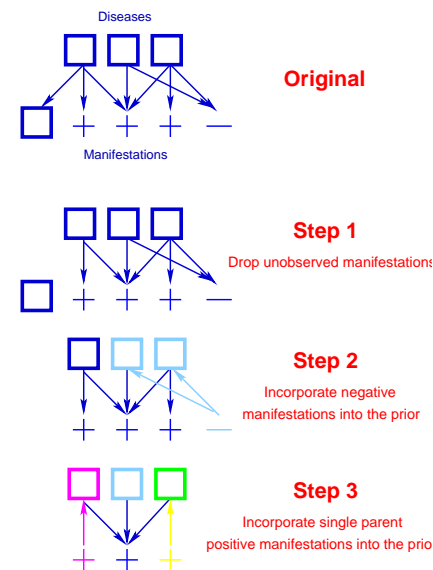 Diseases
Original
Manifestations
Step 1
Drop unobserved manifestations
Step 2
Incorporate negative
manifestations into the prior
Step 3
Incorporate single parent
positive manifestations into the prio